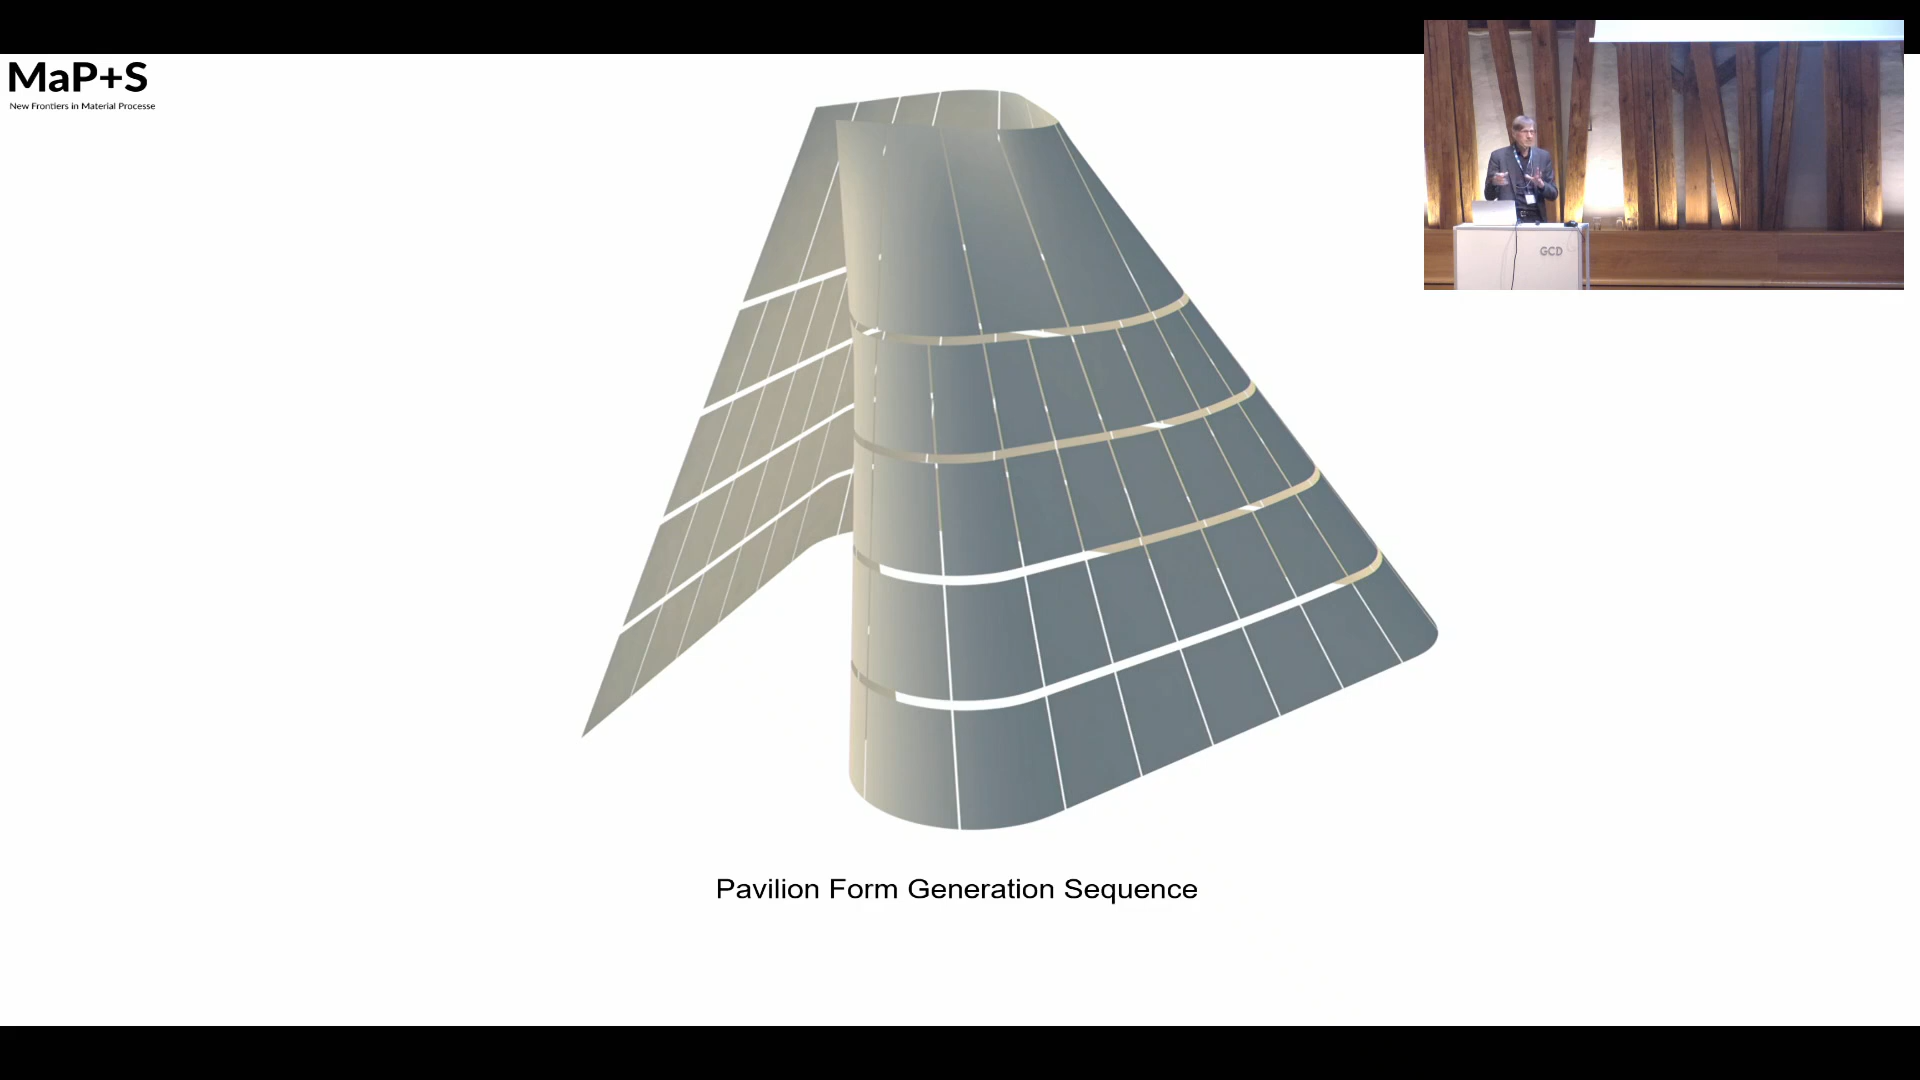 MaP+S
New Frontiers in Material Processe
GCD
Pavilion Form Generation Sequence